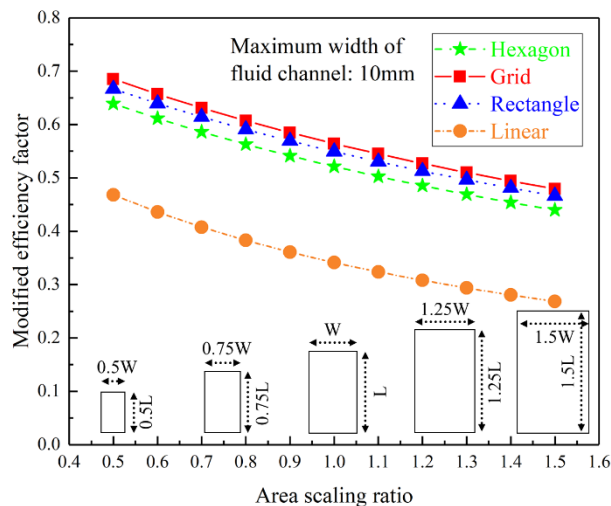 0.8
0.7
0.6
0.5
0.4
0.3
0.2
0.1
0.0
Modified efficiency factor
Maximum width of
fluid channel: 10mm
Hexagon
Grid
Rectangle
Linear
0.5W
0.5L
0.75W
0.75L
W
L
1.25W
1.25L
1.5W
1.5L
0.4 0.5 0.6 0.7 0.8 0.9 1.0 1.1 1.2 1.3 1.4 1.5 1.6
Area scaling ratio